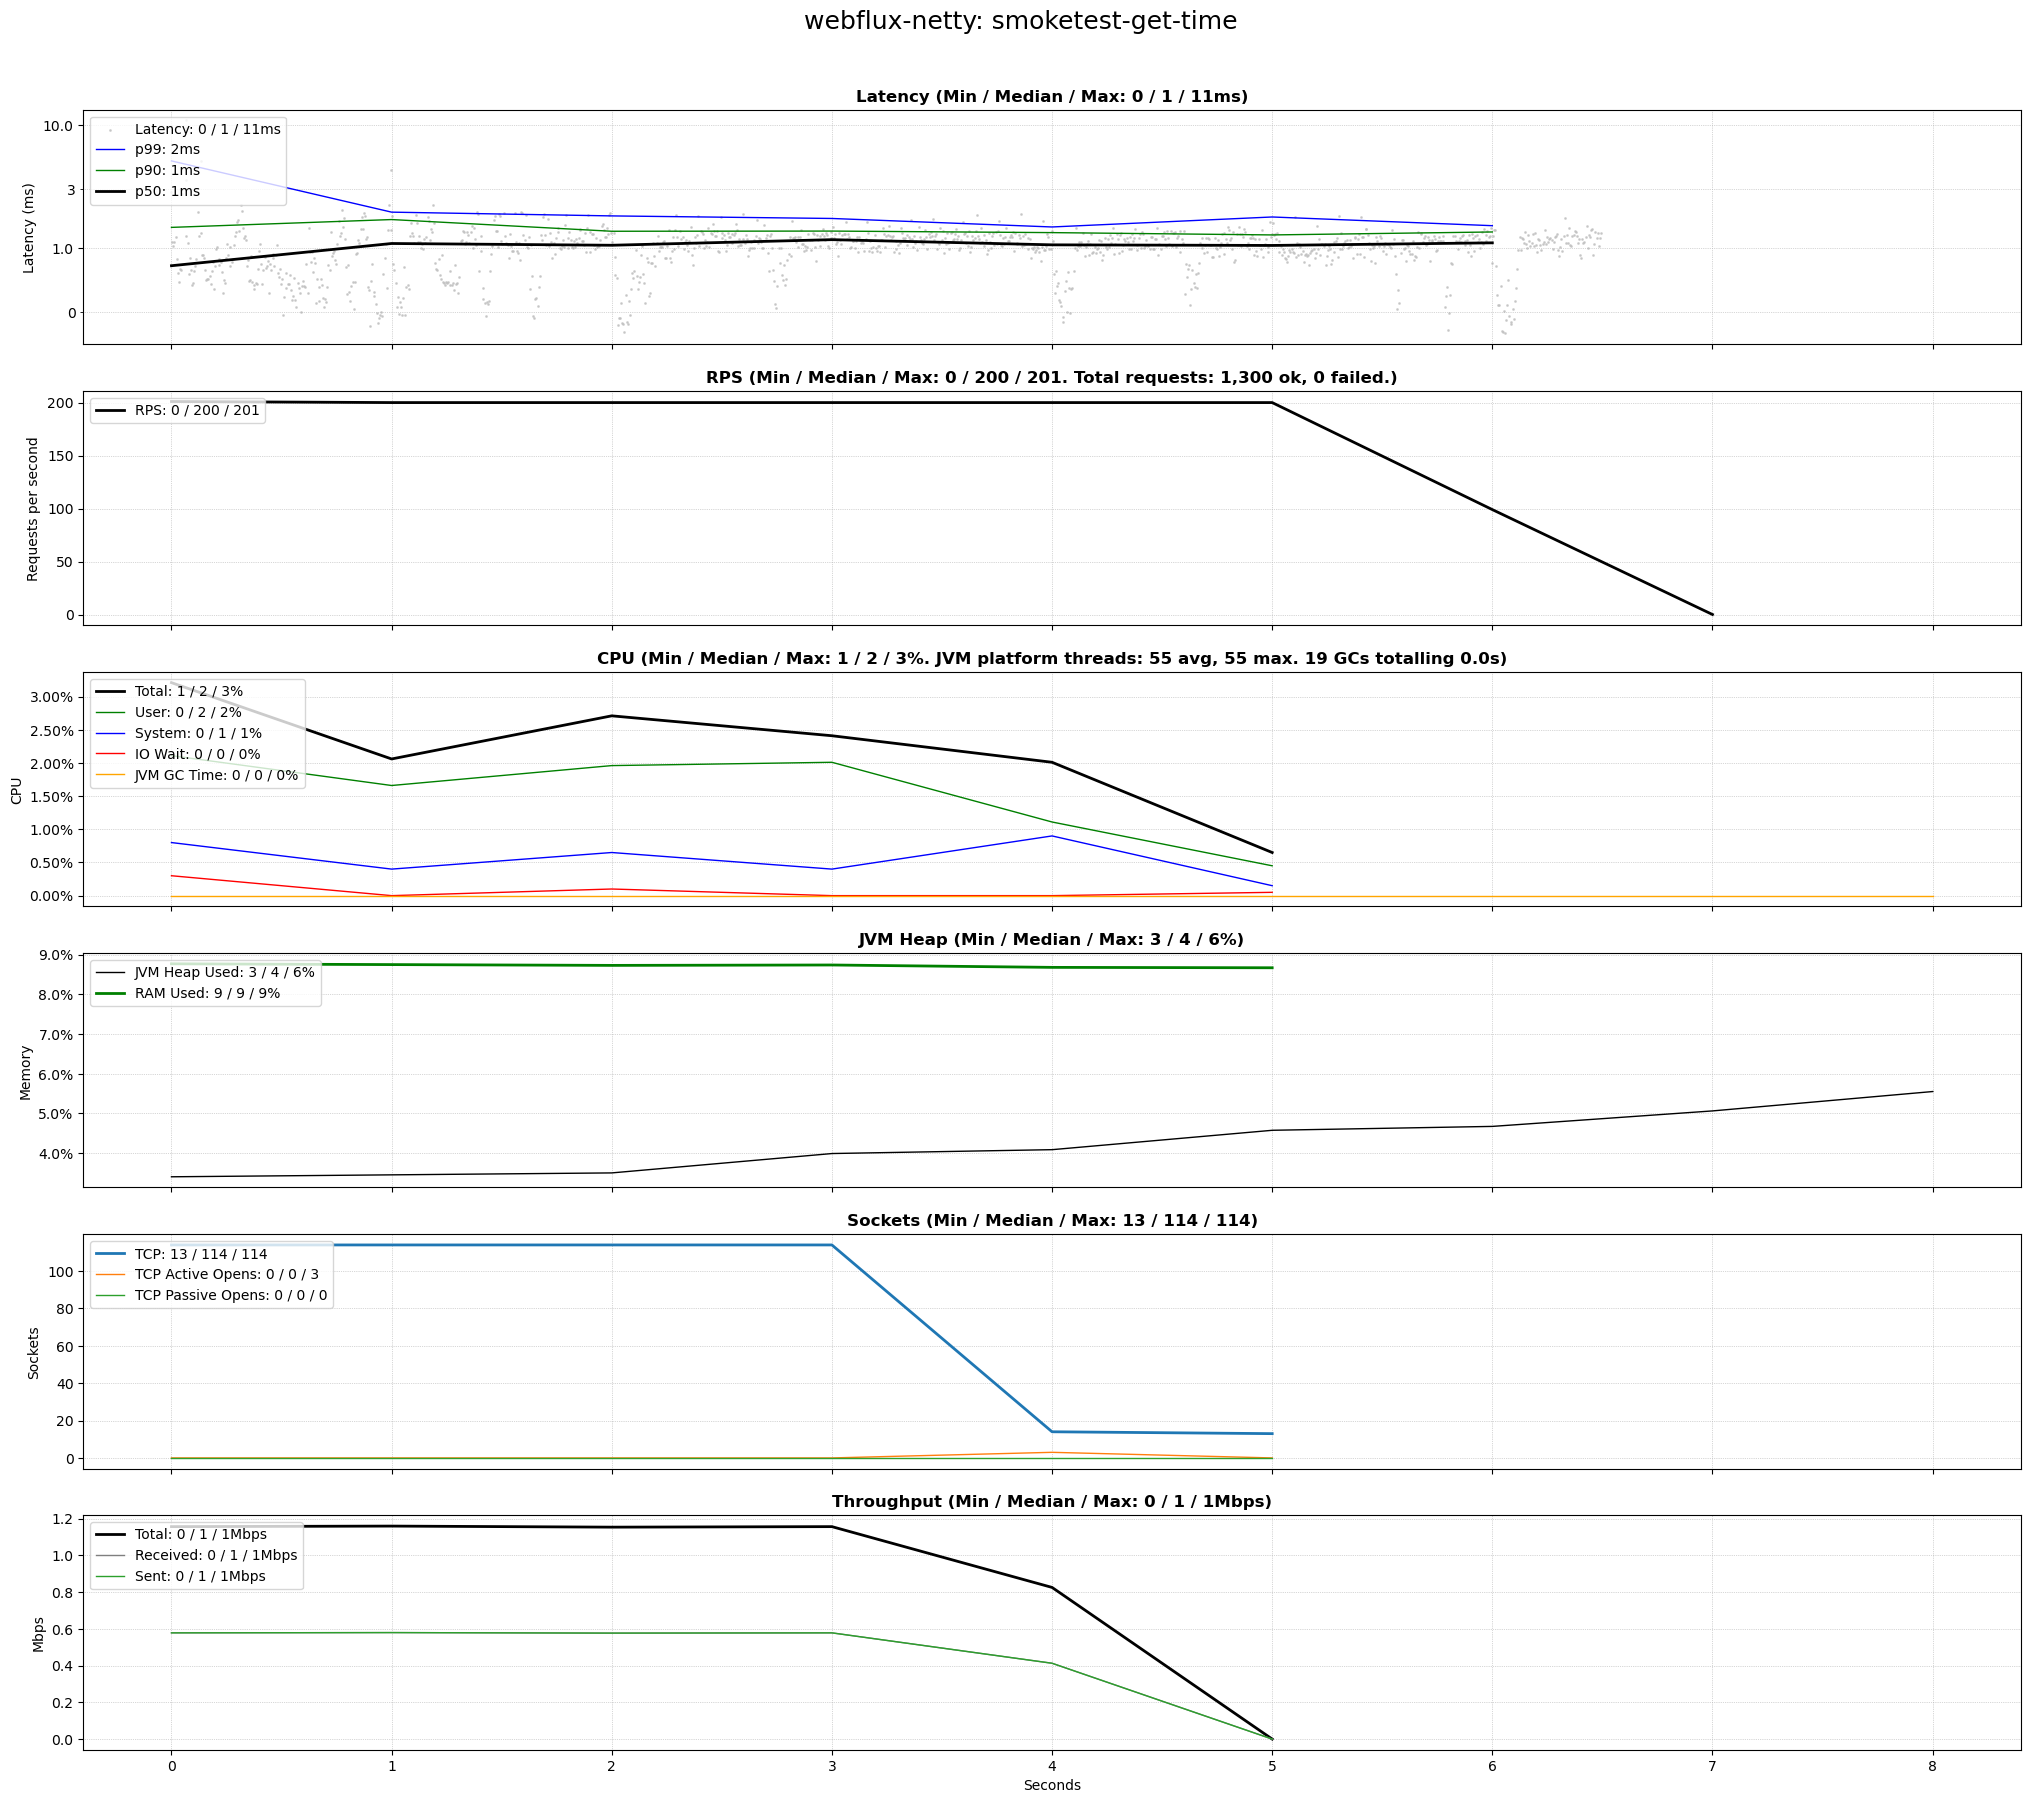 webflux-netty: smoketest-get-time
Latency (Min / Median / Max: 0 / 1 / 11ms)
Latency (ms)
10.0
3
1.0
0
Latency: 0 / 1 / 11ms
p99: 2ms
p90: 1ms
p50: 1ms
RPS (Min / Median / Max: 0 / 200 / 201. Total requests: 1,300 ok, 0 failed.)
Requests per second
200
150
100
50
0
RPS: 0 / 200 / 201
CPU (Min / Median / Max: 1 / 2 / 3%. JVM platform threads: 55 avg, 55 max. 19 GCs totalling 0.0s)
CPU
3.00%
2.50%
2.00%
1.50%
1.00%
0.50%
0.00%
Total: 1 / 2 / 3%
User: 0 / 2 / 2%
System: 0 / 1 / 1%
IO Wait: 0 / 0 / 0%
JVM GC Time: 0 / 0 / 0%
JVM Heap (Min / Median / Max: 3 / 4 / 6%)
Memory
9.0%
8.0%
7.0%
6.0%
5.0%
4.0%
JVM Heap Used: 3 / 4 / 6%
RAM Used: 9 / 9 / 9%
Sockets (Min / Median / Max: 13 / 114 / 114)
Sockets
100
80
60
40
20
0
TCP: 13 / 114 / 114
TCP Active Opens: 0 / 0 / 3
TCP Passive Opens: 0 / 0 / 0
Throughput (Min / Median / Max: 0 / 1 / 1Mbps)
Mbps
1.2
1.0
0.8
0.6
0.4
0.2
0.0
Total: 0 / 1 / 1Mbps
Received: 0 / 1 / 1Mbps
Sent: 0 / 1 / 1Mbps
0 1 2 3 4 5 6 7 8
Seconds